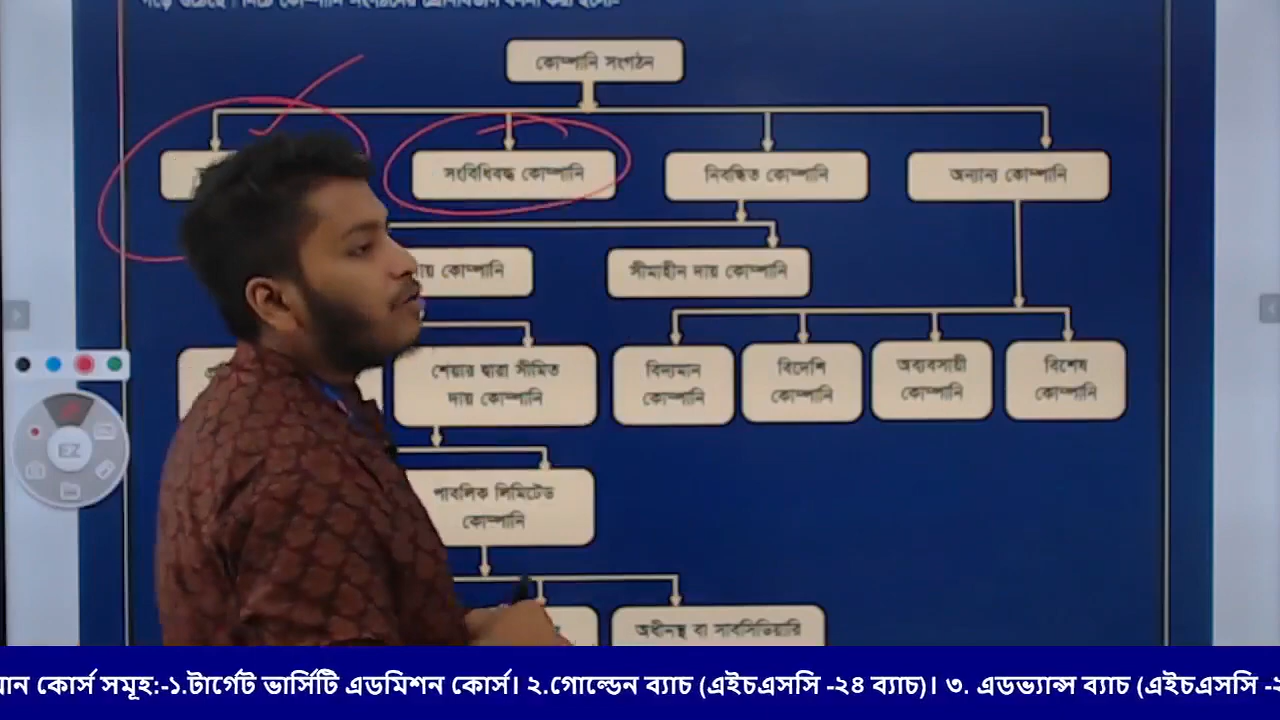 কোম্পানি সংগঠন
সংবিধিবদ্ধ কোম্পানি
নিবন্ধিত কোম্পানি
অন্যান্য কোম্পানি
দায় কোম্পানি
সীমাহীন দায় কোম্পানি
শেয়ার দ্বারা সীমিত
দায় কোম্পানি
বিদ্যমান
কোম্পানি
বিদেশি
কোম্পানি
অব্যবসায়ী
কোম্পানি
বিশেষ
কোম্পানি
পাবলিক লিমিটেড
কোম্পানি
অধীনস্থ বা সাবসিডিয়ারি
EZ
কোর্স সমূহ:-১.টার্গেট ভার্সিটি এডমিশন কোর্স। ২.গোল্ডেন ব্যাচ (এইচএসসি -২৪ ব্যাচ)। ৩. এডভ্যান্স ব্যাচ (এইচএসসি